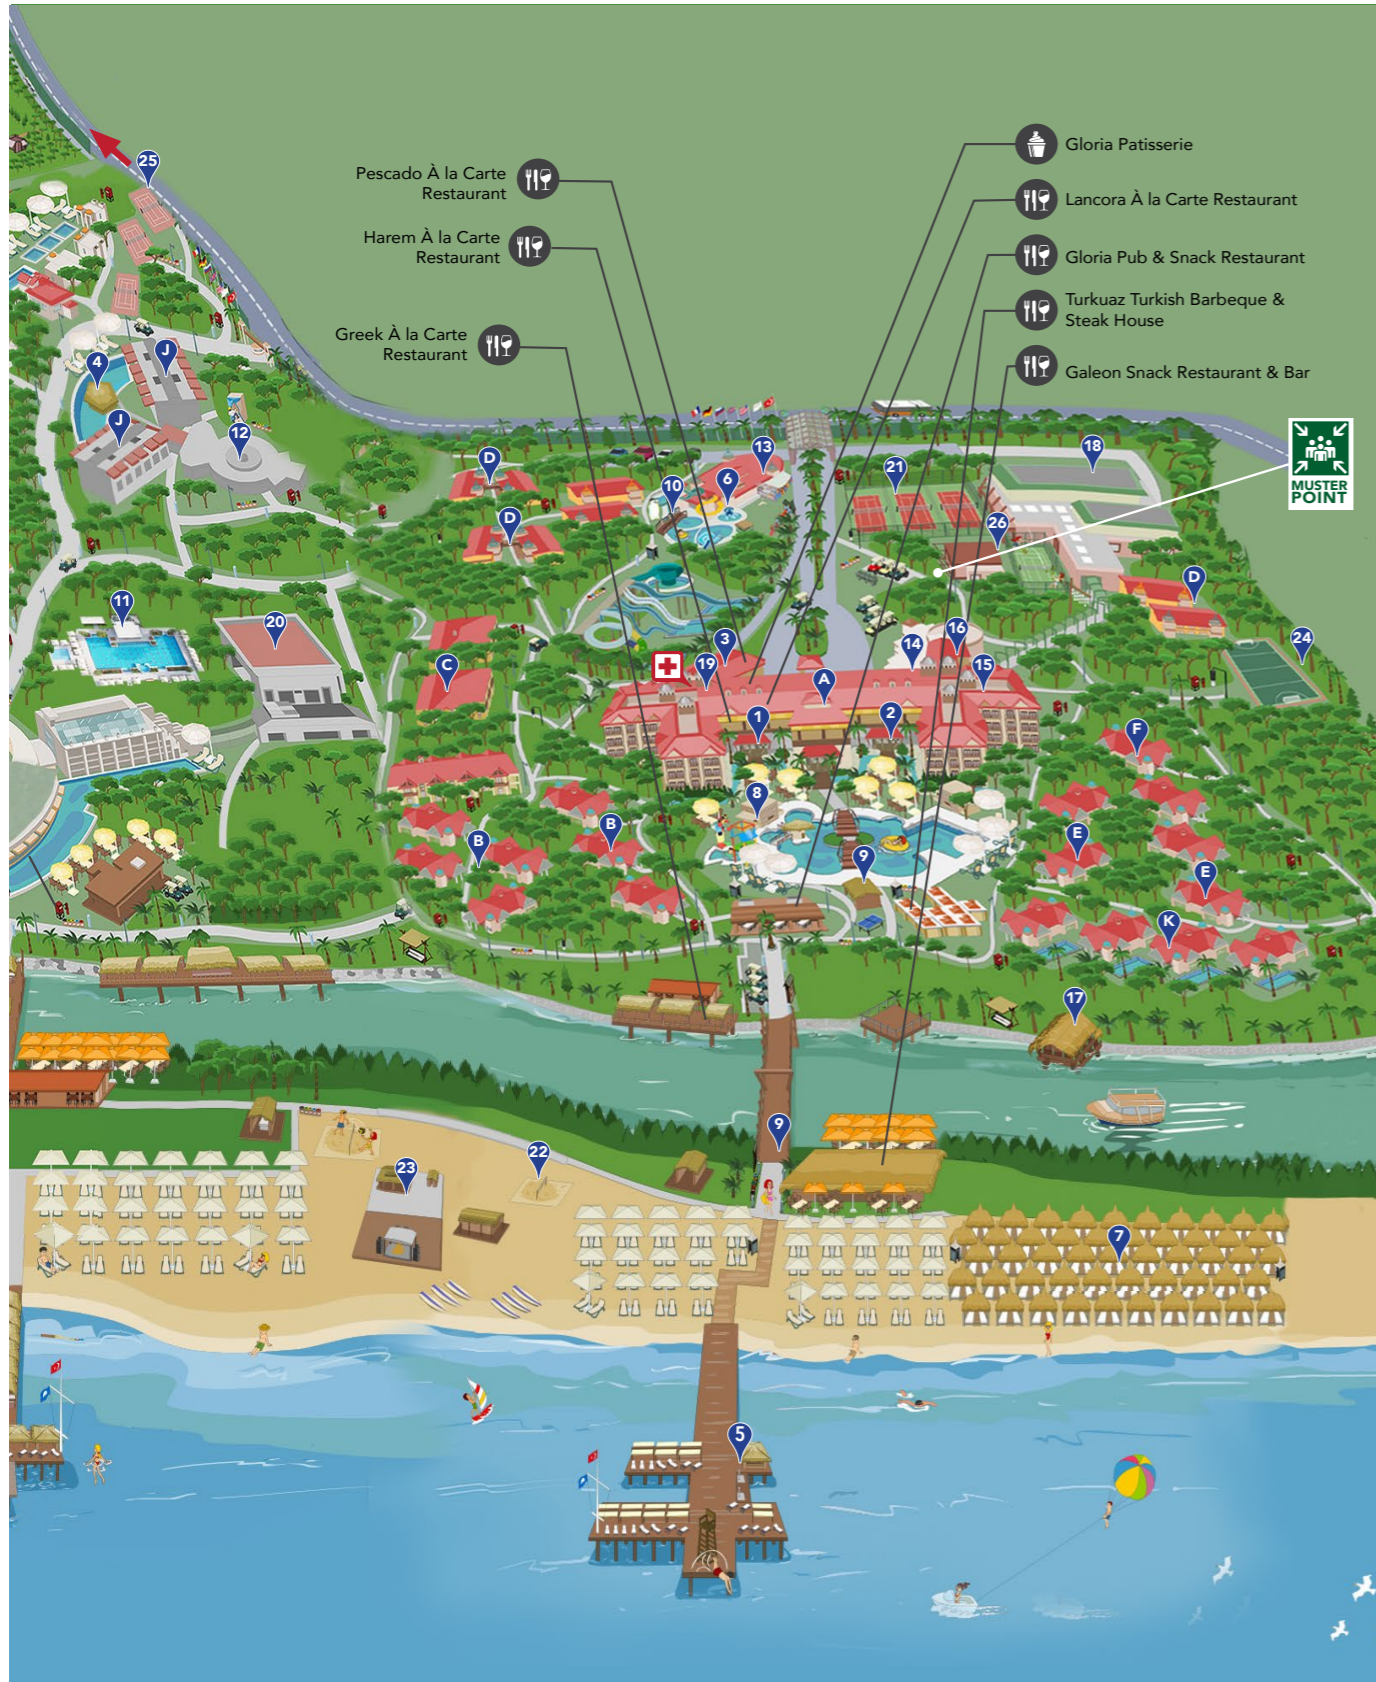 Pescado À la Carte
Restaurant
Harem À la Carte
Restaurant
Greek À la Carte
Restaurant
Gloria Patisserie
Lancora À la Carte Restaurant
Gloria Pub & Snack Restaurant
Turkuaz Turkish Barbeque &
Steak House
Galeon Snack Restaurant & Bar
MUSTER
POINT
25
4
J
J
12
D
D
10
6
13
21
18
26
D
24
11
20
C
3
19
A
14
16
15
1
2
F
8
B
B
9
E
E
K
17
9
22
23
7
5